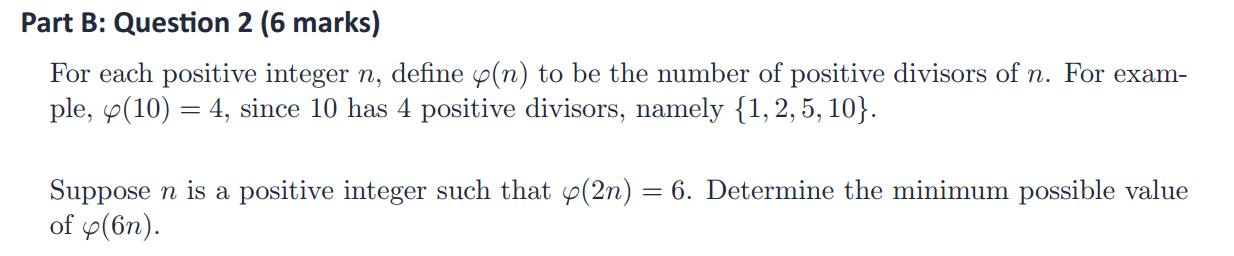 Part B: Question 2 (6 marks)
For each positive integer n, define φ(n) to be the number of positive divisors of n. For exam-
ple, φ(10) = 4, since 10 has 4 positive divisors, namely {1, 2, 5, 10}.
Suppose n is a positive integer such that φ(2n) = 6. Determine the minimum possible value
of φ(6n).